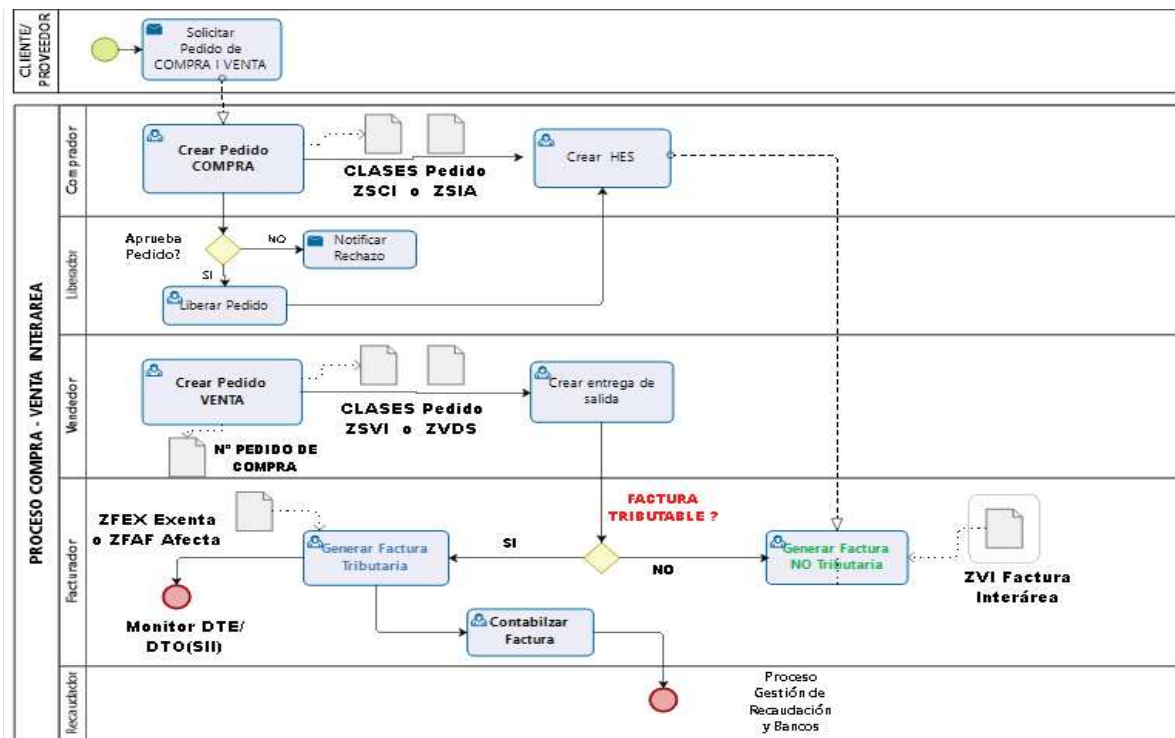 CLIENTE/
PROVEEDOR
Solicitar
Pedido de
COMPRA I VENTA
PROCESO COMPRA - VENTA INTERAREA
Comprador
Crear Pedido
COMPRA
CLASES Pedido
ZSCI o ZSIA
Crear HES
Liberador
Aprueba
Pedido?
NO
Notificar
Rechazo
SI
Liberar Pedido
Vendedor
Crear Pedido
VENTA
CLASES Pedido
ZSVI o ZVDS
Crear entrega de
salida
Nº PEDIDO DE
COMPRA
Facturador
ZFEX Exenta
o ZFAF Afecta
FACTURA
TRIBUTABLE ?
Generar Factura
Tributaria
SI
NO
Generar Factura
NO Tributaria
ZVI Factura
Interárea
Monitor DTE/
DTO(SII)
Contabilzar
Factura
Recaudador
Proceso
Gestión de
Recaudación
y Bancos